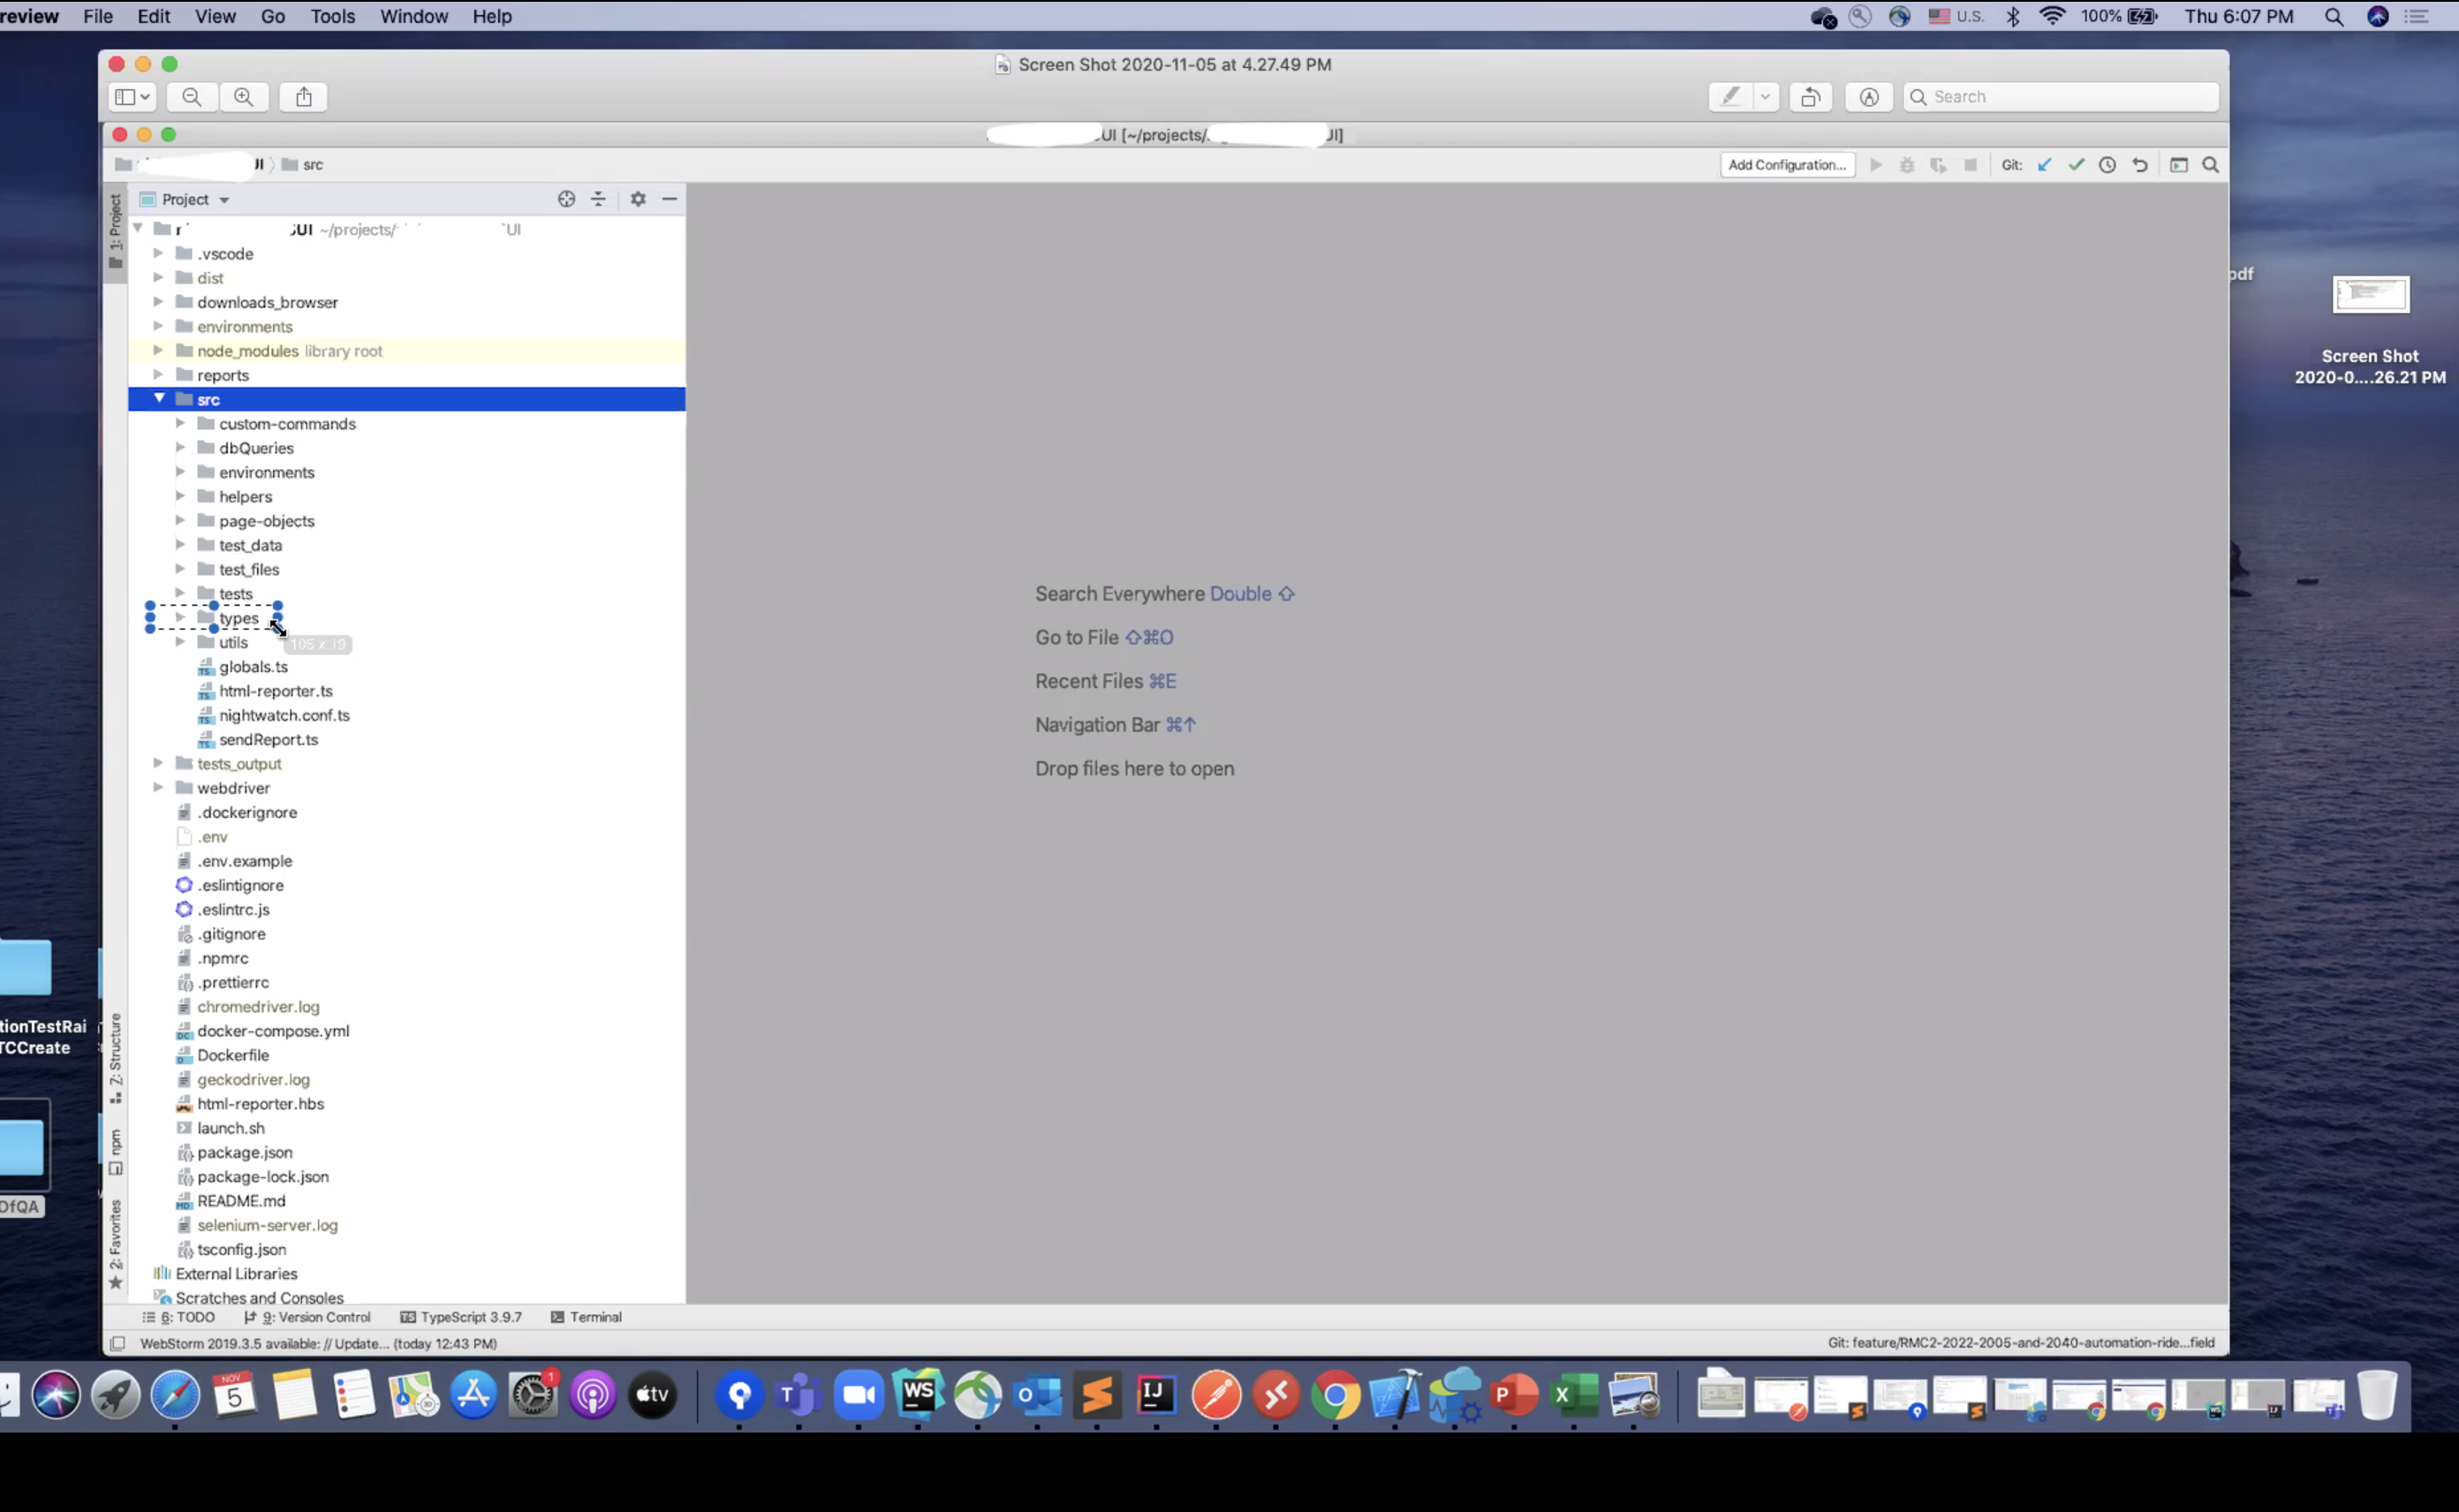 review File Edit View Go Tools Window Help U.S. 100% Thu 6:07 PM
Screen Shot 2020-11-05 at 4.27.49 PM
Search
UI [~/projects/ UI]
UI src Add Configuration... Git:
1: Project
Project
UI ~/projects/ UI
.vscode
dist
downloads_browser
environments
node_modules library root
reports
src
custom-commands
dbQueries
environments
helpers
page-objects
test_data
test_files
tests
types
utils
105 x 19
globals.ts
html-reporter.ts
nightwatch.conf.ts
sendReport.ts
tests_output
webdriver
.dockerignore
.env
.env.example
.eslintignore
.eslintrc.js
.gitignore
.npmrc
.prettierrc
chromedriver.log
docker-compose.yml
Dockerfile
geckodriver.log
html-reporter.hbs
launch.sh
package.json
package-lock.json
README.md
selenium-server.log
tsconfig.json
External Libraries
Scratches and Consoles
Z: Structure
npm
2: Favorites
Search Everywhere Double ⇧
Go to File ⇧⌘O
Recent Files ⌘E
Navigation Bar ⌘↑
Drop files here to open
pdf
Screen Shot
2020-0....26.21 PM
tionTestRai
TCCreate
OfQA
6: TODO 9: Version Control TypeScript 3.9.7 Terminal
WebStorm 2019.3.5 available: // Update... (today 12:43 PM) Git: feature/RMC2-2022-2005-and-2040-automation-ride...field
NOV
5
1
tv
T
WS
O
IJ
P
X